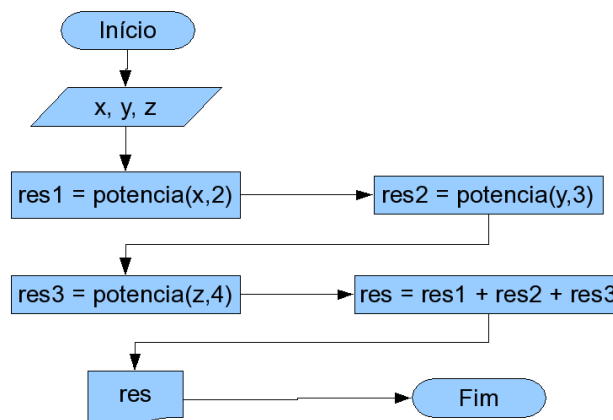 Início
x, y, z
res1 = potencia(x,2)
res2 = potencia(y,3)
res3 = potencia(z,4)
res = res1 + res2 + res3
res
Fim